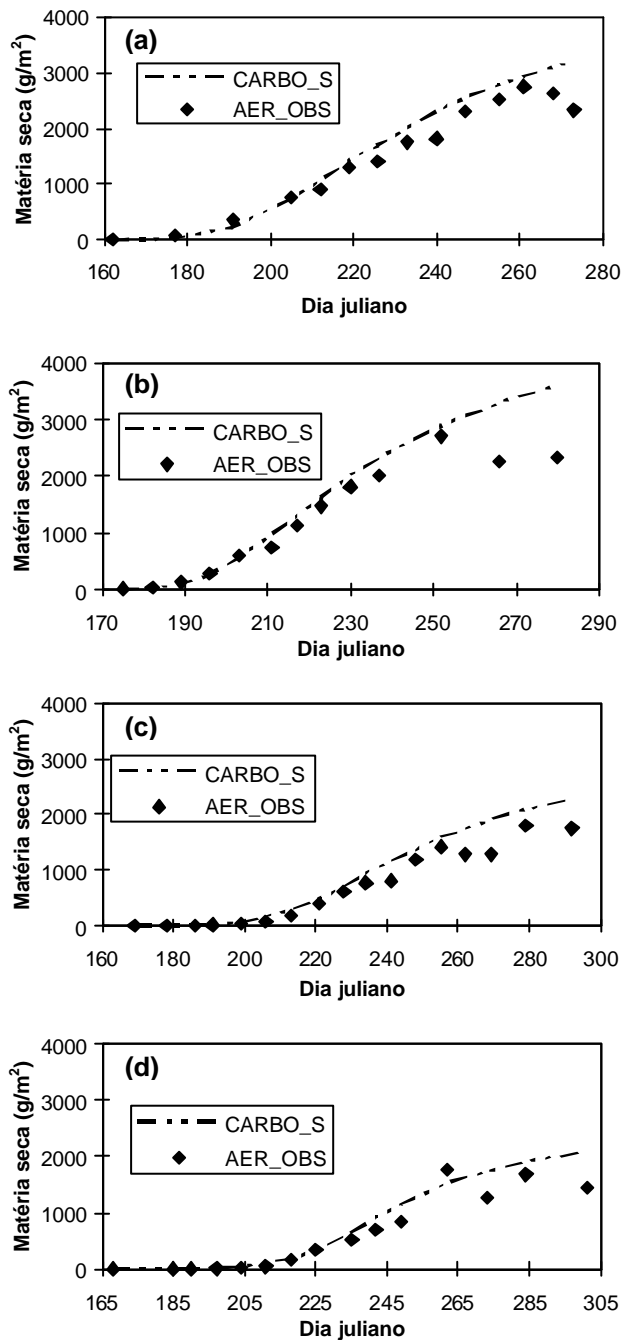 (a)
4000
3000
2000
1000
0
Matéria seca (g/m²)
CARBO_S
AER_OBS
160 180 200 220 240 260 280
Dia juliano
(b)
4000
3000
2000
1000
0
Matéria seca (g/m²)
CARBO_S
AER_OBS
170 190 210 230 250 270 290
Dia juliano
(c)
4000
3000
2000
1000
0
Matéria seca (g/m²)
CARBO_S
AER_OBS
160 180 200 220 240 260 280 300
Dia juliano
(d)
4000
3000
2000
1000
0
Matéria seca (g/m²)
CARBO_S
AER_OBS
165 185 205 225 245 265 285 305
Dia juliano